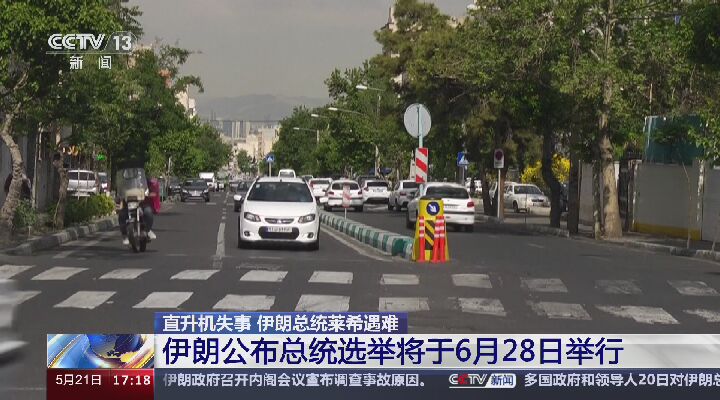 CCTV 13
新闻
直升机失事 伊朗总统莱希遇难
伊朗公布总统选举将于6月28日举行
5月21日 17:18 伊朗政府召开内阁会议宣布调查事故原因。 CCTV新闻 多国政府和领导人20日对伊朗总